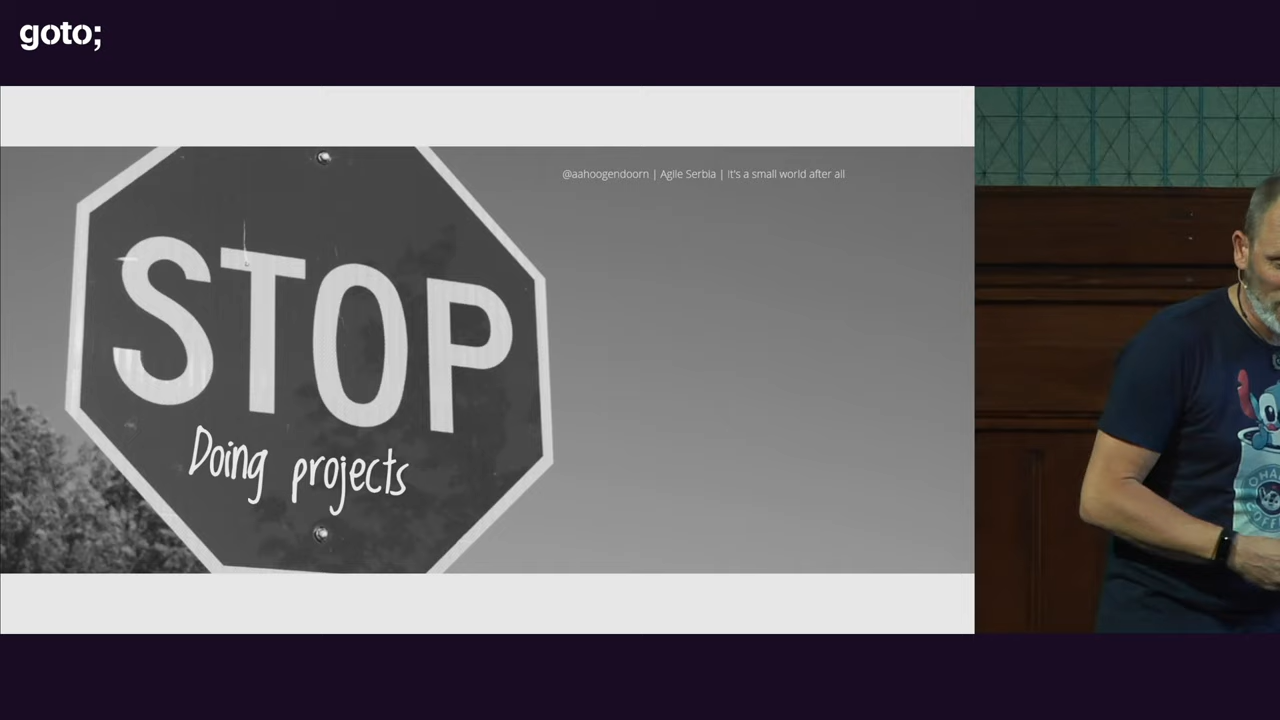 goto;
@aahoogendoorn | Agile Serbia | it's a small world after all
STOP
Doing projects